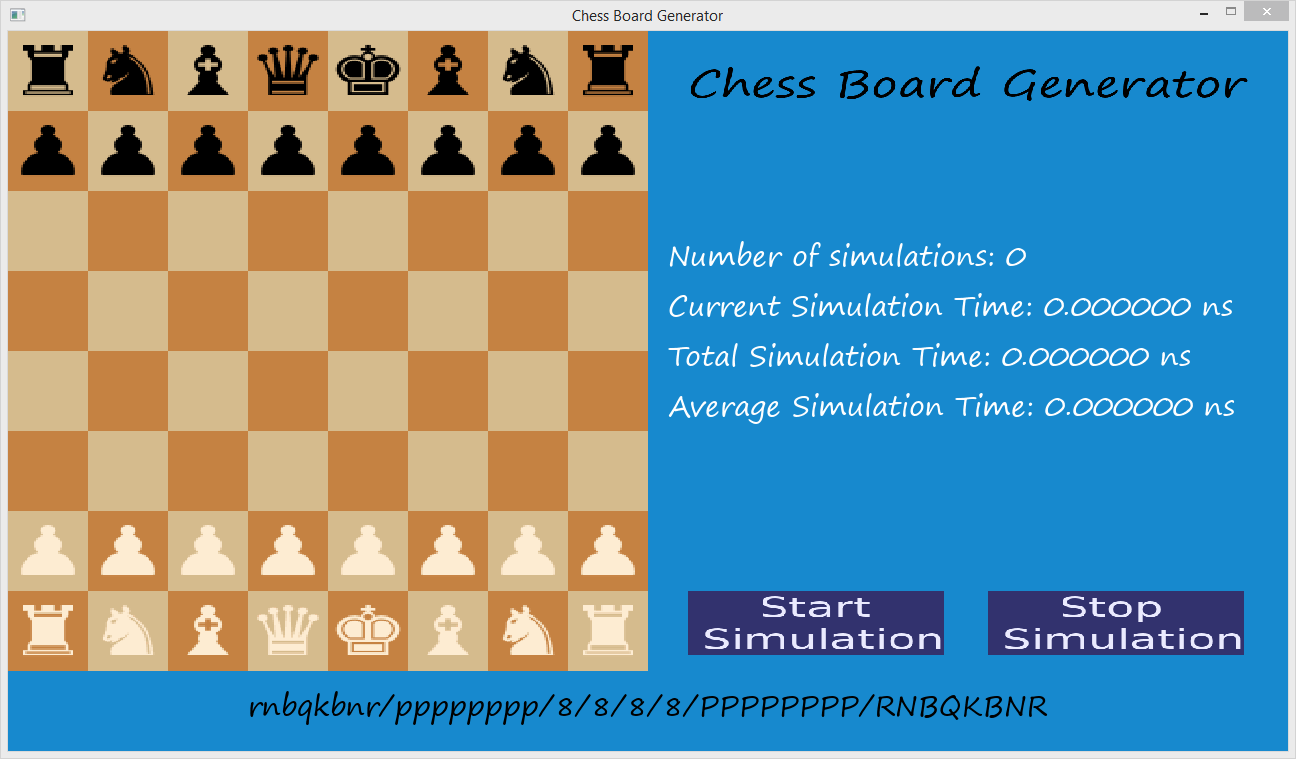 Chess Board Generator
Chess Board Generator
Number of simulations: 0
Current Simulation Time: 0.000000 ns
Total Simulation Time: 0.000000 ns
Average Simulation Time: 0.000000 ns
Start
Simulation
Stop
Simulation
rnbqkbnr/pppppppp/8/8/8/8/PPPPPPPP/RNBQKBNR